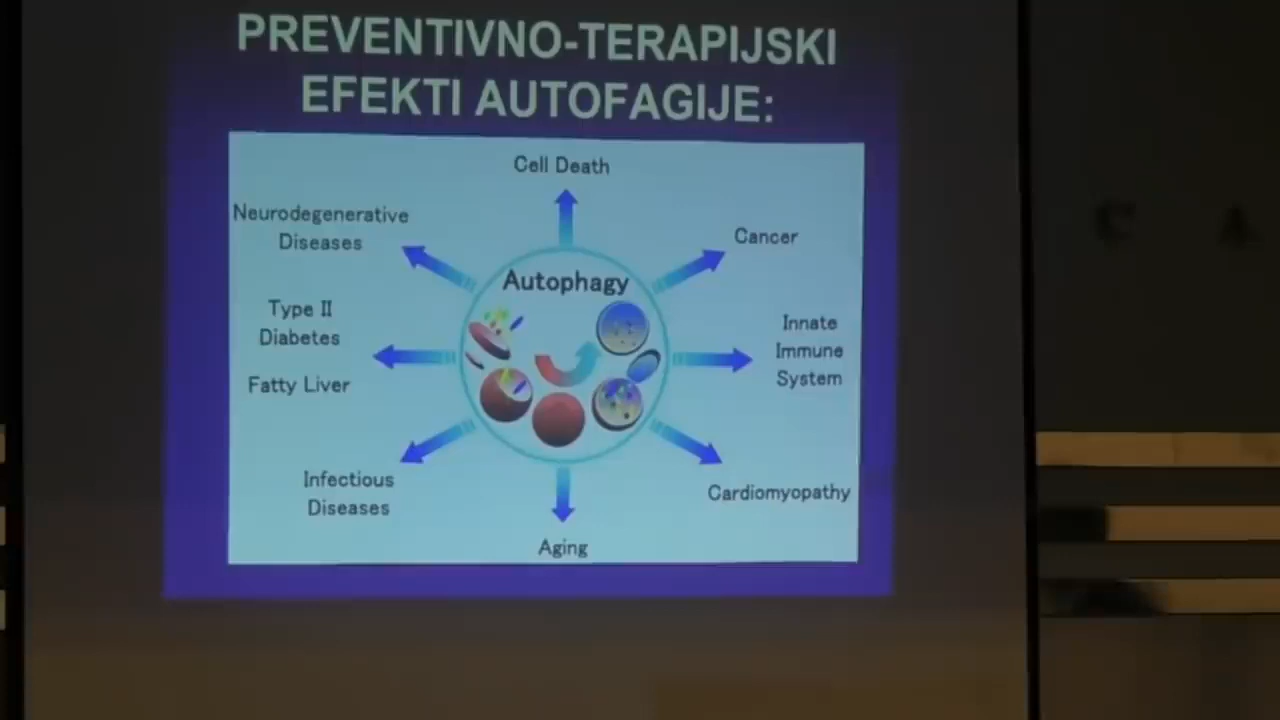 PREVENTIVNO-TERAPIJSKI
EFEKTI AUTOFAGIJE:
Cell Death
Neurodegenerative
Diseases
Cancer
Autophagy
Type II
Diabetes
Fatty Liver
Innate
Immune
System
Infectious
Diseases
Cardiomyopathy
Aging
C A